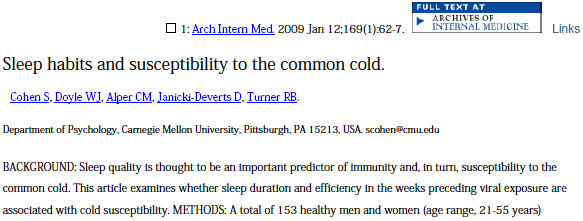 FULL TEXT AT
1: Arch Intern Med. 2009 Jan 12;169(1):62-7. ARCHIVES OF Links
INTERNAL MEDICINE
Sleep habits and susceptibility to the common cold.
Cohen S, Doyle WJ, Alper CM, Janicki-Deverts D, Turner RB.
Department of Psychology, Carnegie Mellon University, Pittsburgh, PA 15213, USA. scohen@cmu.edu
BACKGROUND: Sleep quality is thought to be an important predictor of immunity and, in turn, susceptibility to the
common cold. This article examines whether sleep duration and efficiency in the weeks preceding viral exposure are
associated with cold susceptibility. METHODS: A total of 153 healthy men and women (age range, 21-55 years)